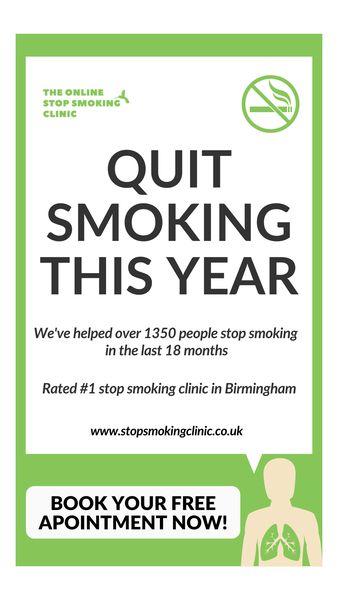 THE ONLINE
STOP SMOKING
CLINIC
QUIT
SMOKING
THIS YEAR
We've helped over 1350 people stop smoking
in the last 18 months
Rated #1 stop smoking clinic in Birmingham
www.stopsmokingclinic.co.uk
BOOK YOUR FREE
APOINTMENT NOW!